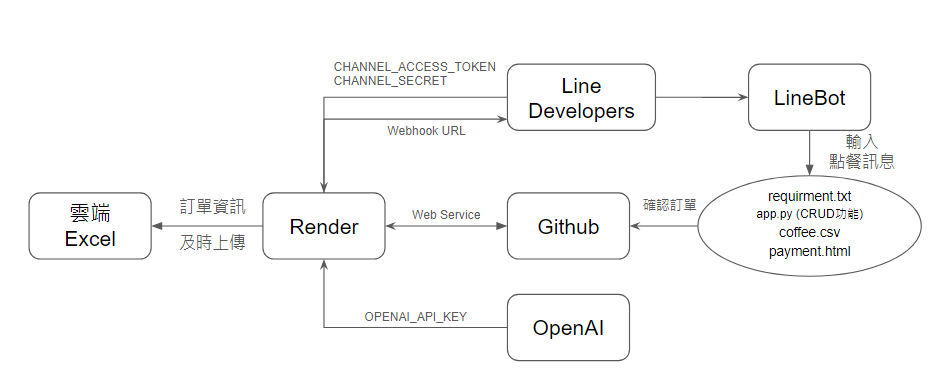 CHANNEL_ACCESS_TOKEN
CHANNEL_SECRET
Line
Developers
LineBot
Webhook URL
輸入
點餐訊息
雲端
Excel
訂單資訊
及時上傳
Render
Web Service
Github
確認訂單
requirment.txt
app.py (CRUD功能)
coffee.csv
payment.html
OPENAI_API_KEY
OpenAI